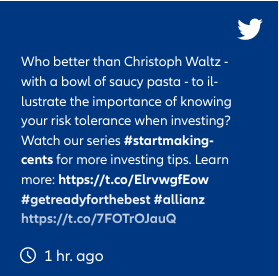 Who better than Christoph Waltz -
with a bowl of saucy pasta - to il-
lustrate the importance of knowing
your risk tolerance when investing?
Watch our series #startmaking-
cents for more investing tips. Learn
more: https://t.co/ElrvwgfEow
#getreadyforthebest #allianz
https://t.co/7FOTrOJauQ
1 hr. ago